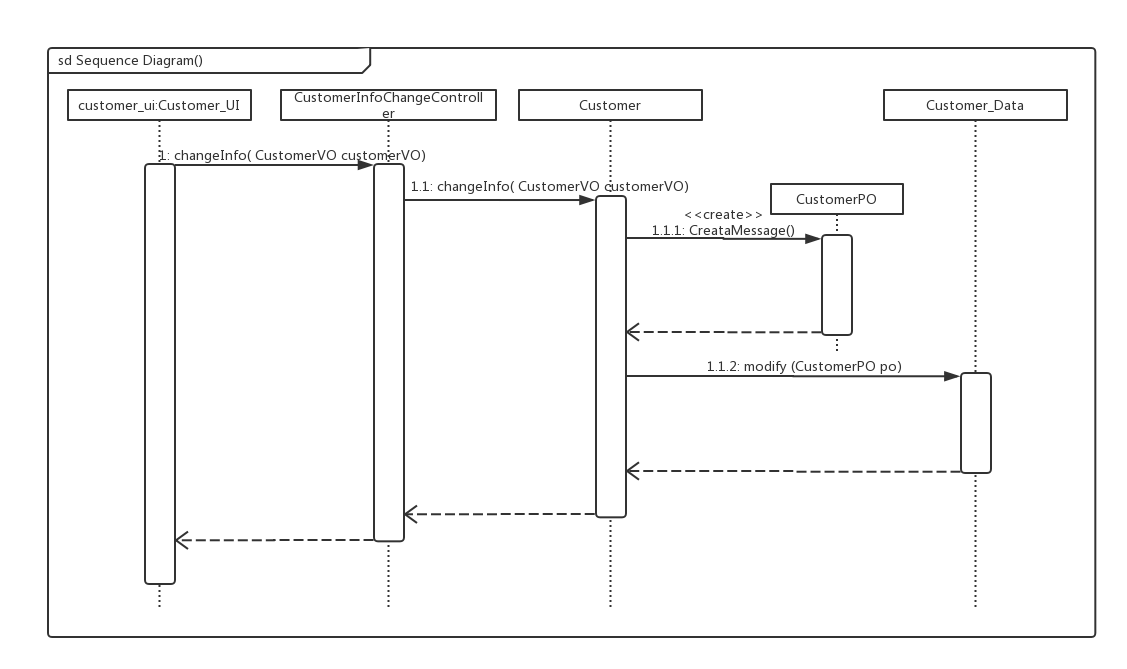 sd Sequence Diagram()
customer_ui:Customer_UI
CustomerInfoChangeControll
er
Customer
Customer_Data
1: changeInfo( CustomerVO customerVO)
1.1: changeInfo( CustomerVO customerVO)
CustomerPO
<<create>>
1.1.1: CreataMessage()
1.1.2: modify (CustomerPO po)